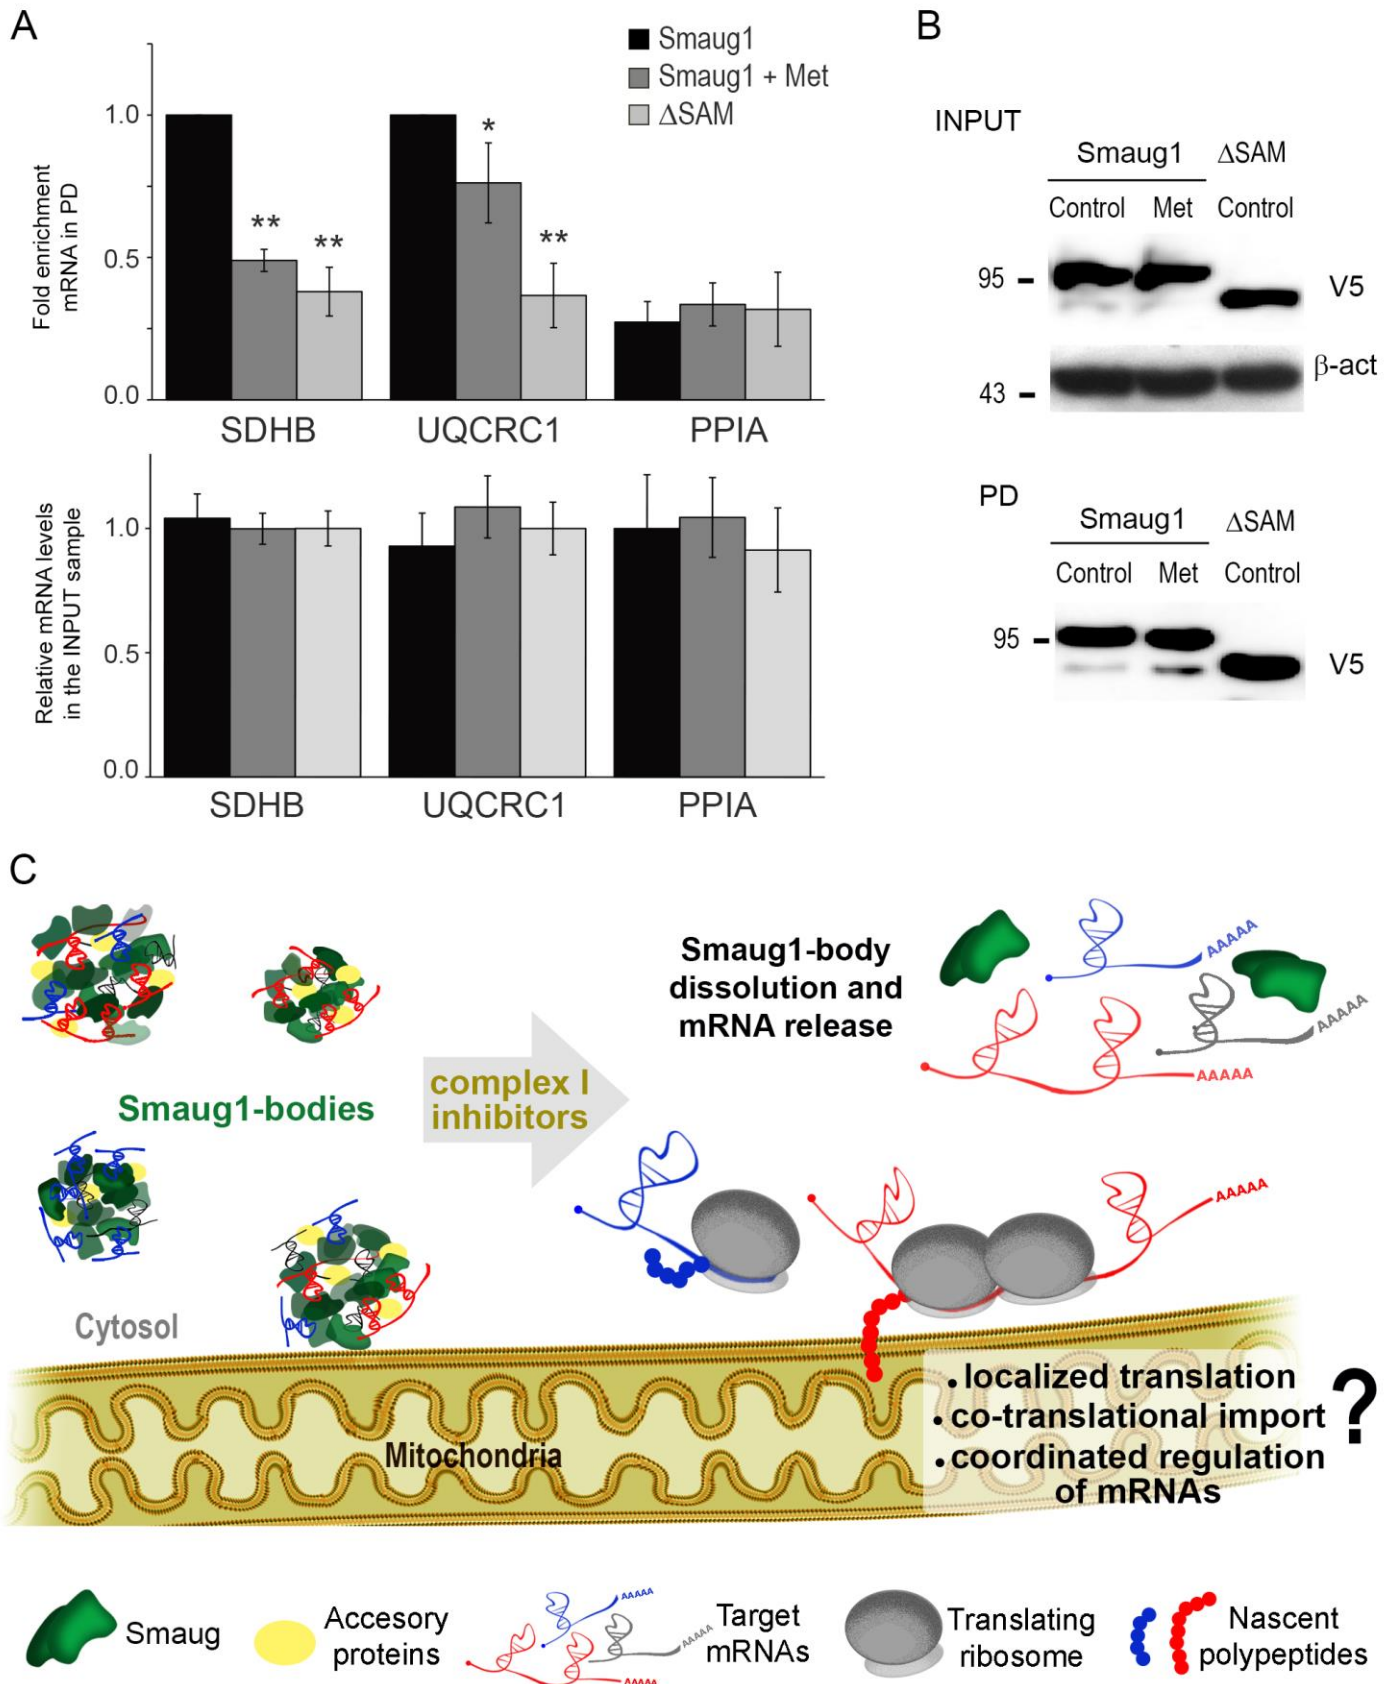 A
Smaug1
Smaug1 + Met
ΔSAM
Fold enrichment
mRNA in PD
1.0
0.5
0.0
*
**
**
**
SDHB
UQCRC1
PPIA
Relative mRNA levels
in the INPUT sample
1.0
0.5
0.0
SDHB
UQCRC1
PPIA
B
INPUT
Smaug1
ΔSAM
Control
Met
Control
95
V5
β-act
43
PD
Smaug1
ΔSAM
Control
Met
Control
95
V5
C
Smaug1-body
dissolution and
mRNA release
AAAAA
AAAAA
AAAAA
Smaug1-bodies
complex I
inhibitors
AAAAA
Cytosol
Mitochondria
• localized translation
• co-translational import
• coordinated regulation
of mRNAs
?
Smaug
Accesory
proteins
AAAAA
AAAAA
AAAAA
Target
mRNAs
Translating
ribosome
Nascent
polypeptides